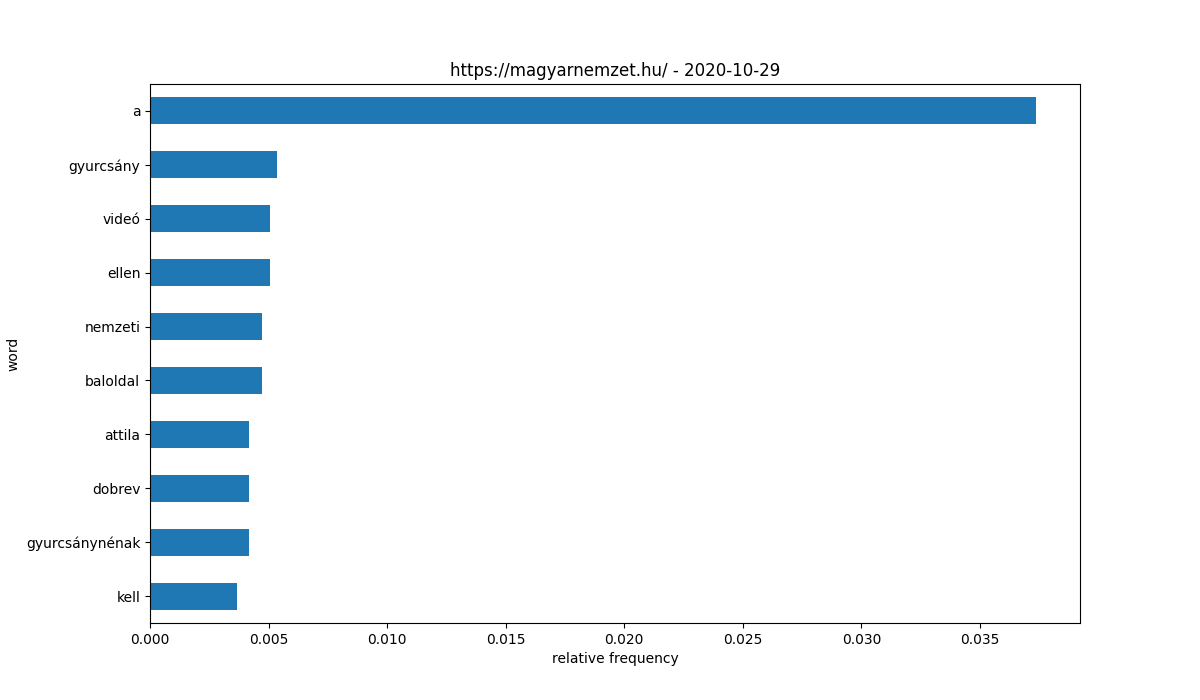 https://magyarnemzet.hu/ - 2020-10-29
a
gyurcsány
videó
ellen
nemzeti
baloldal
attila
dobrev
gyurcsánynénak
kell
word
0.000 0.005 0.010 0.015 0.020 0.025 0.030 0.035
relative frequency